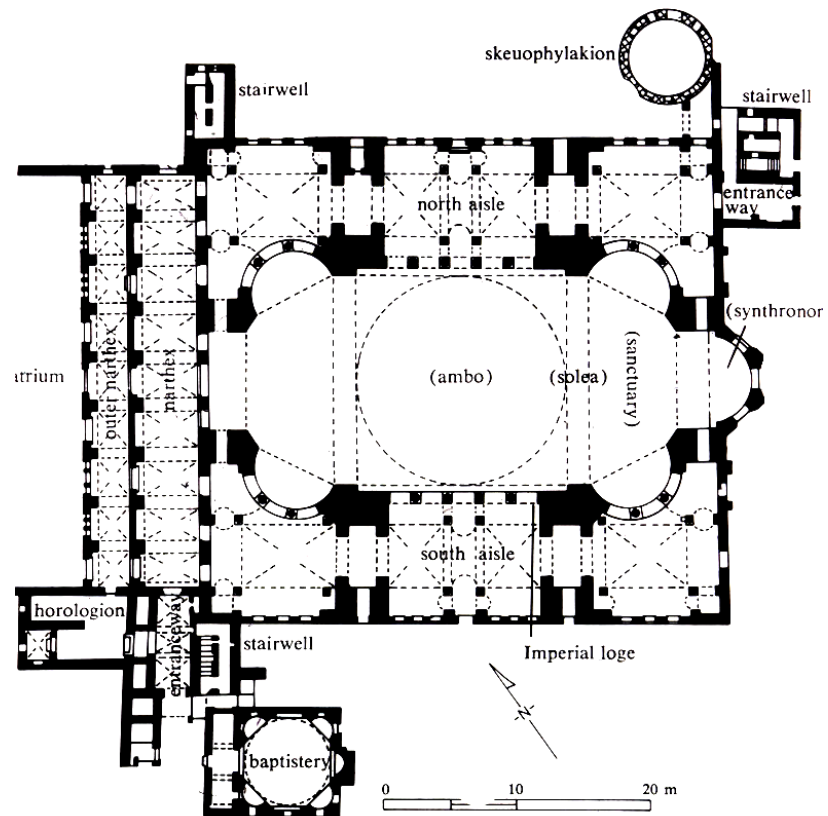 skeuophylakion
stairwell
stairwell
entrance
way
north aisle
(synthronon
atrium
outer narthex
narthex
(ambo)
(solea)
(sanctuary)
south aisle
horologion
entranceway
stairwell
Imperial loge
N
baptistery
0
10
20 m